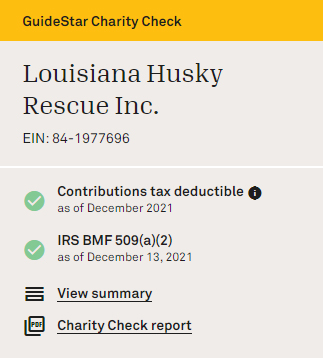 GuideStar Charity Check
Louisiana Husky
Rescue Inc.
EIN: 84-1977696
Contributions tax deductible
as of December 2021
IRS BMF 509(a)(2)
as of December 13, 2021
View summary
PDF
Charity Check report